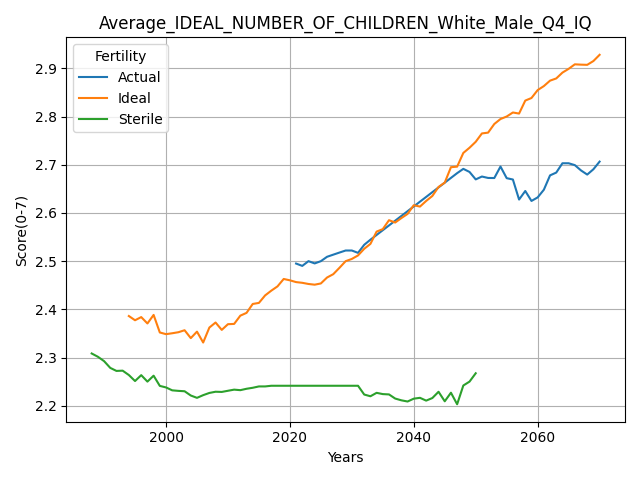 Average_IDEAL_NUMBER_OF_CHILDREN_White_Male_Q4_IQ
Fertility
Actual
Ideal
Sterile
Score(0-7)
2.9
2.8
2.7
2.6
2.5
2.4
2.3
2.2
2000
2020
2040
2060
Years